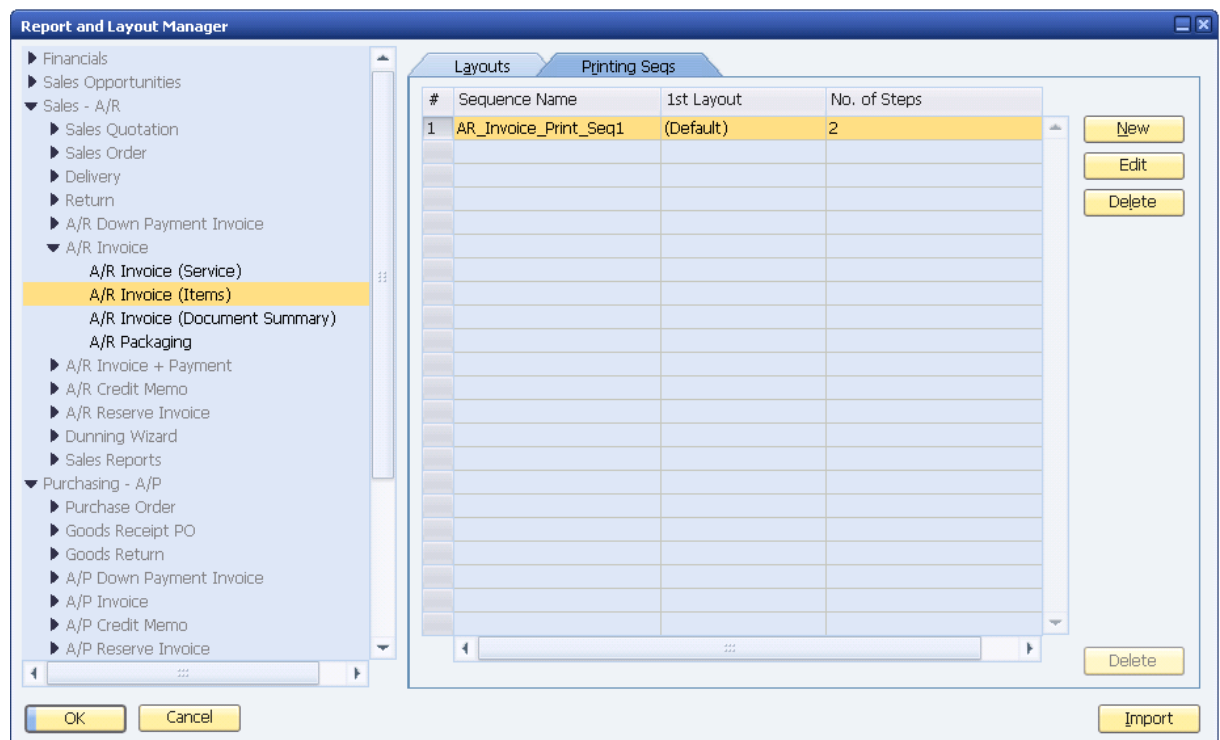 Report and Layout Manager
Financials
Sales Opportunities
Sales - A/R
Sales Quotation
Sales Order
Delivery
Return
A/R Down Payment Invoice
A/R Invoice
A/R Invoice (Service)
A/R Invoice (Items)
A/R Invoice (Document Summary)
A/R Packaging
A/R Invoice + Payment
A/R Credit Memo
A/R Reserve Invoice
Dunning Wizard
Sales Reports
Purchasing - A/P
Purchase Order
Goods Receipt PO
Goods Return
A/P Down Payment Invoice
A/P Invoice
A/P Credit Memo
A/P Reserve Invoice
Layouts Printing Seqs
# Sequence Name 1st Layout No. of Steps
1 AR_Invoice_Print_Seq1 (Default) 2
New
Edit
Delete
Delete
OK Cancel Import